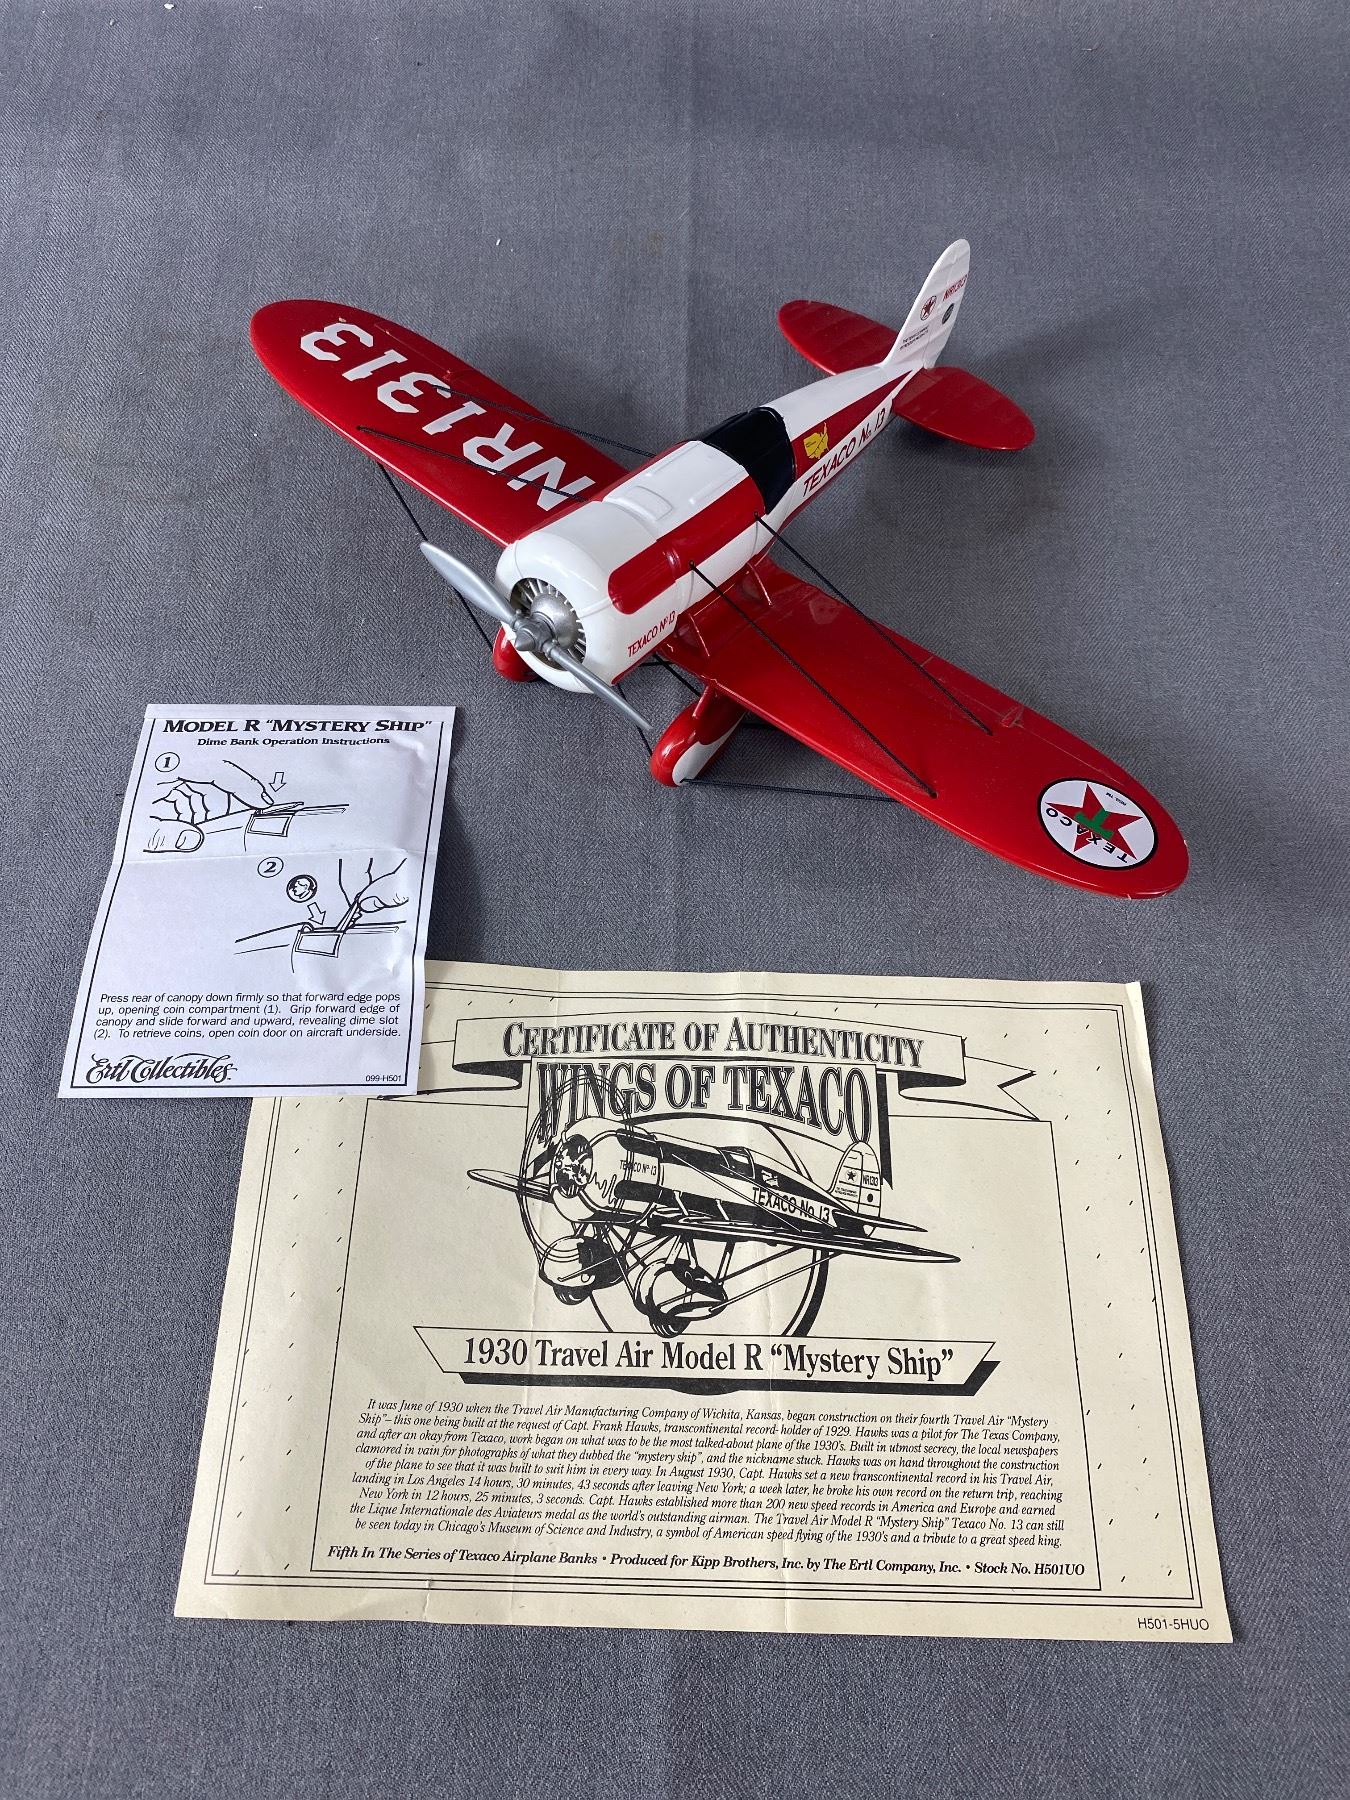 NR1313
NR1313
TEXACO No. 13
TEXACO Nº 13
TEXACO
T
MODEL R "MYSTERY SHIP"
Dime Bank Operation Instructions
1
2
Press rear of canopy down firmly so that forward edge pops
up, opening coin compartment (1). Grip forward edge of
canopy and slide forward and upward, revealing dime slot
(2). To retrieve coins, open coin door on aircraft underside.
Ertl Collectibles
099-H501
CERTIFICATE OF AUTHENTICITY
WINGS OF TEXACO
TEXACO Nº 13
NR1313
TEXACO No. 13
1930 Travel Air Model R "Mystery Ship"
It was June of 1930 when the Travel Air Manufacturing Company of Wichita, Kansas, began construction on their fourth Travel Air "Mystery
Ship"– this one being built at the request of Capt. Frank Hawks, transcontinental record- holder of 1929. Hawks was a pilot for The Texas Company,
and after an okay from Texaco, work began on what was to be the most talked-about plane of the 1930's. Built in utmost secrecy, the local newspapers
clamored in vain for photographs of what they dubbed the "mystery ship", and the nickname stuck. Hawks was on hand throughout the construction
of the plane to see that it was built to suit him in every way. In August 1930, Capt. Hawks set a new transcontinental record in his Travel Air,
landing in Los Angeles 14 hours, 30 minutes, 43 seconds after leaving New York; a week later, he broke his own record on the return trip, reaching
New York in 12 hours, 25 minutes, 3 seconds. Capt. Hawks established more than 200 new speed records in America and Europe and earned
the Lique Internationale des Aviateurs medal as the world's outstanding airman. The Travel Air Model R "Mystery Ship" Texaco No. 13 can still
be seen today in Chicago's Museum of Science and Industry, a symbol of American speed flying of the 1930's and a tribute to a great speed king.
Fifth In The Series of Texaco Airplane Banks • Produced for Kipp Brothers, Inc. by The Ertl Company, Inc. • Stock No. H501UO
H501-5HUO